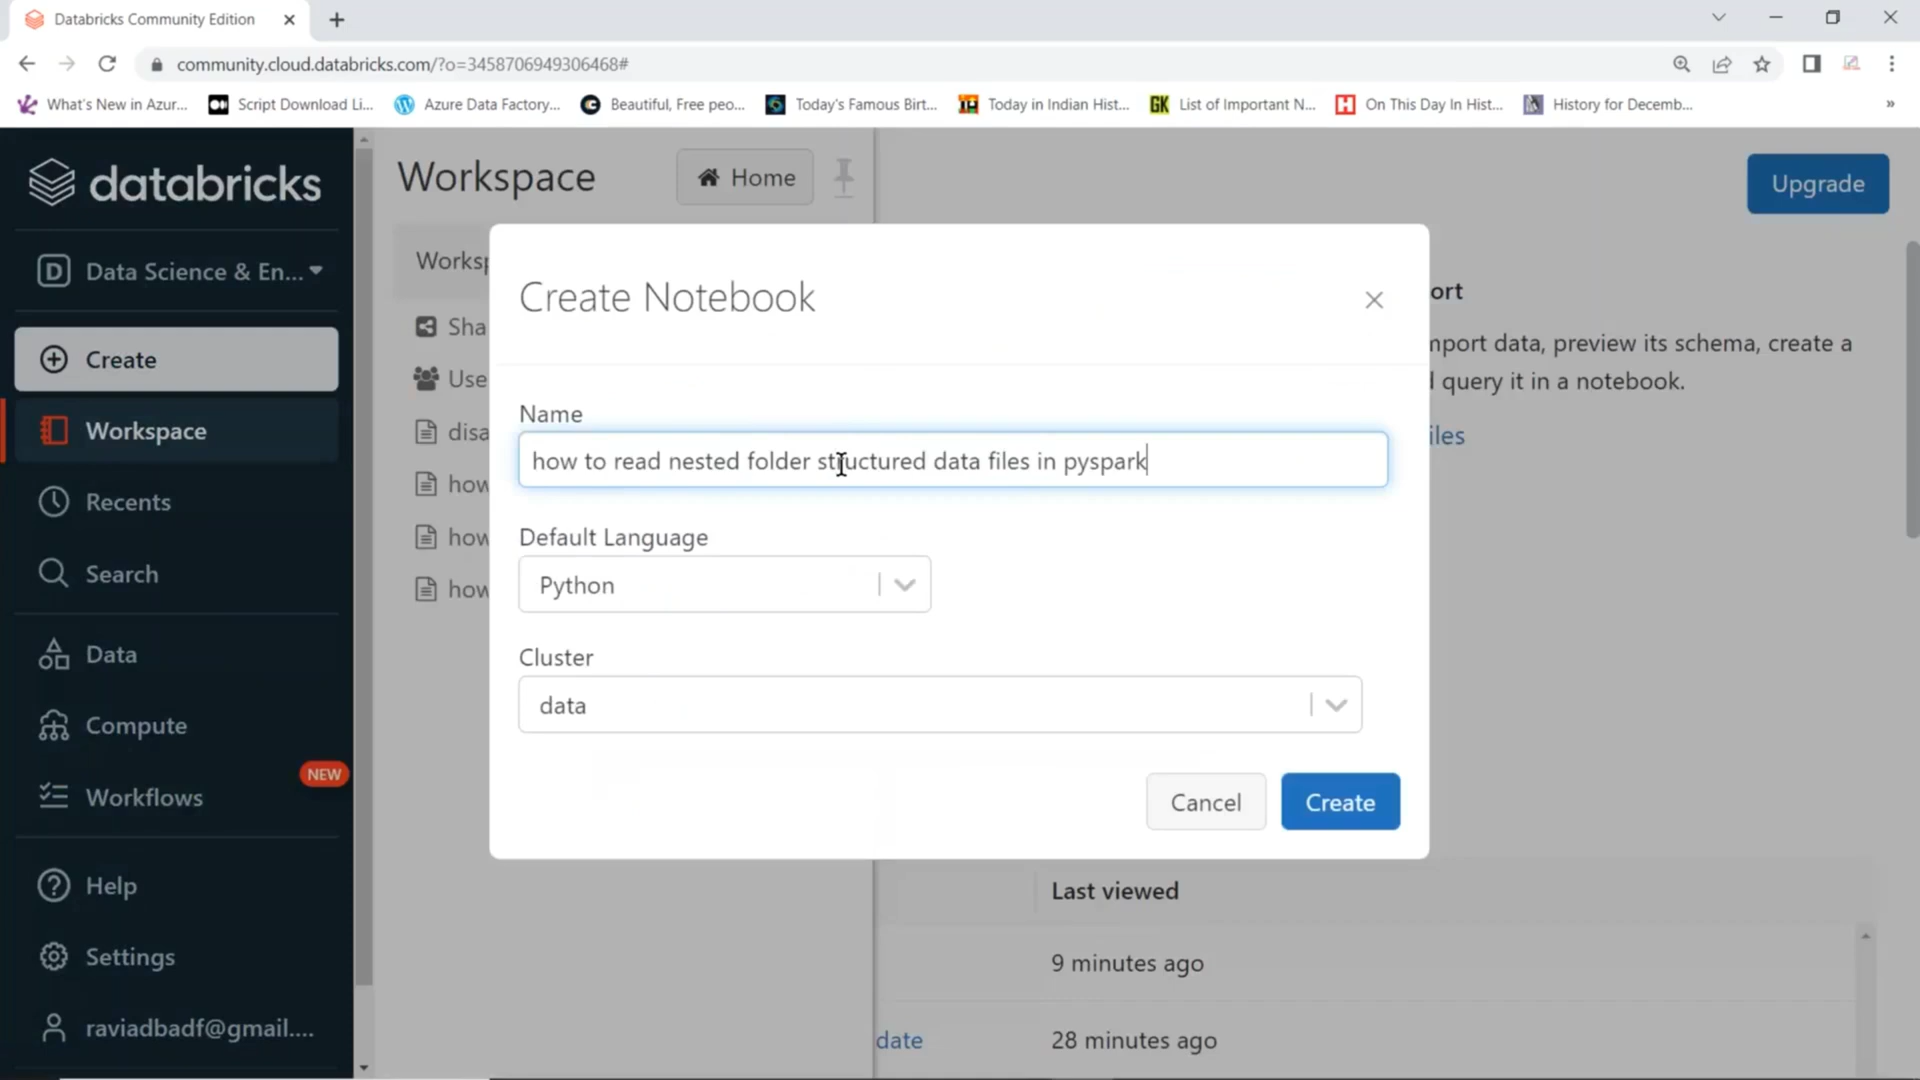 Databricks Community Edition
community.cloud.databricks.com/?o=3458706949306468#
What's New in Azur...
Script Download Li...
Azure Data Factory...
Beautiful, Free peo...
Today's Famous Birt...
Today in Indian Hist...
GK List of Important N...
On This Day In Hist...
History for Decemb...
»
databricks
D Data Science & En...
Create
Workspace
Recents
Search
Data
Compute
NEW
Workflows
Help
Settings
raviadbadf@gmail....
Workspace
Home
Worksp
Sha
Use
disa
how
how
how
Upgrade
ort
mport data, preview its schema, create a
d query it in a notebook.
iles
Create Notebook
Name
how to read nested folder structured data files in pyspark
Default Language
Python
Cluster
data
Cancel
Create
Last viewed
9 minutes ago
date
28 minutes ago